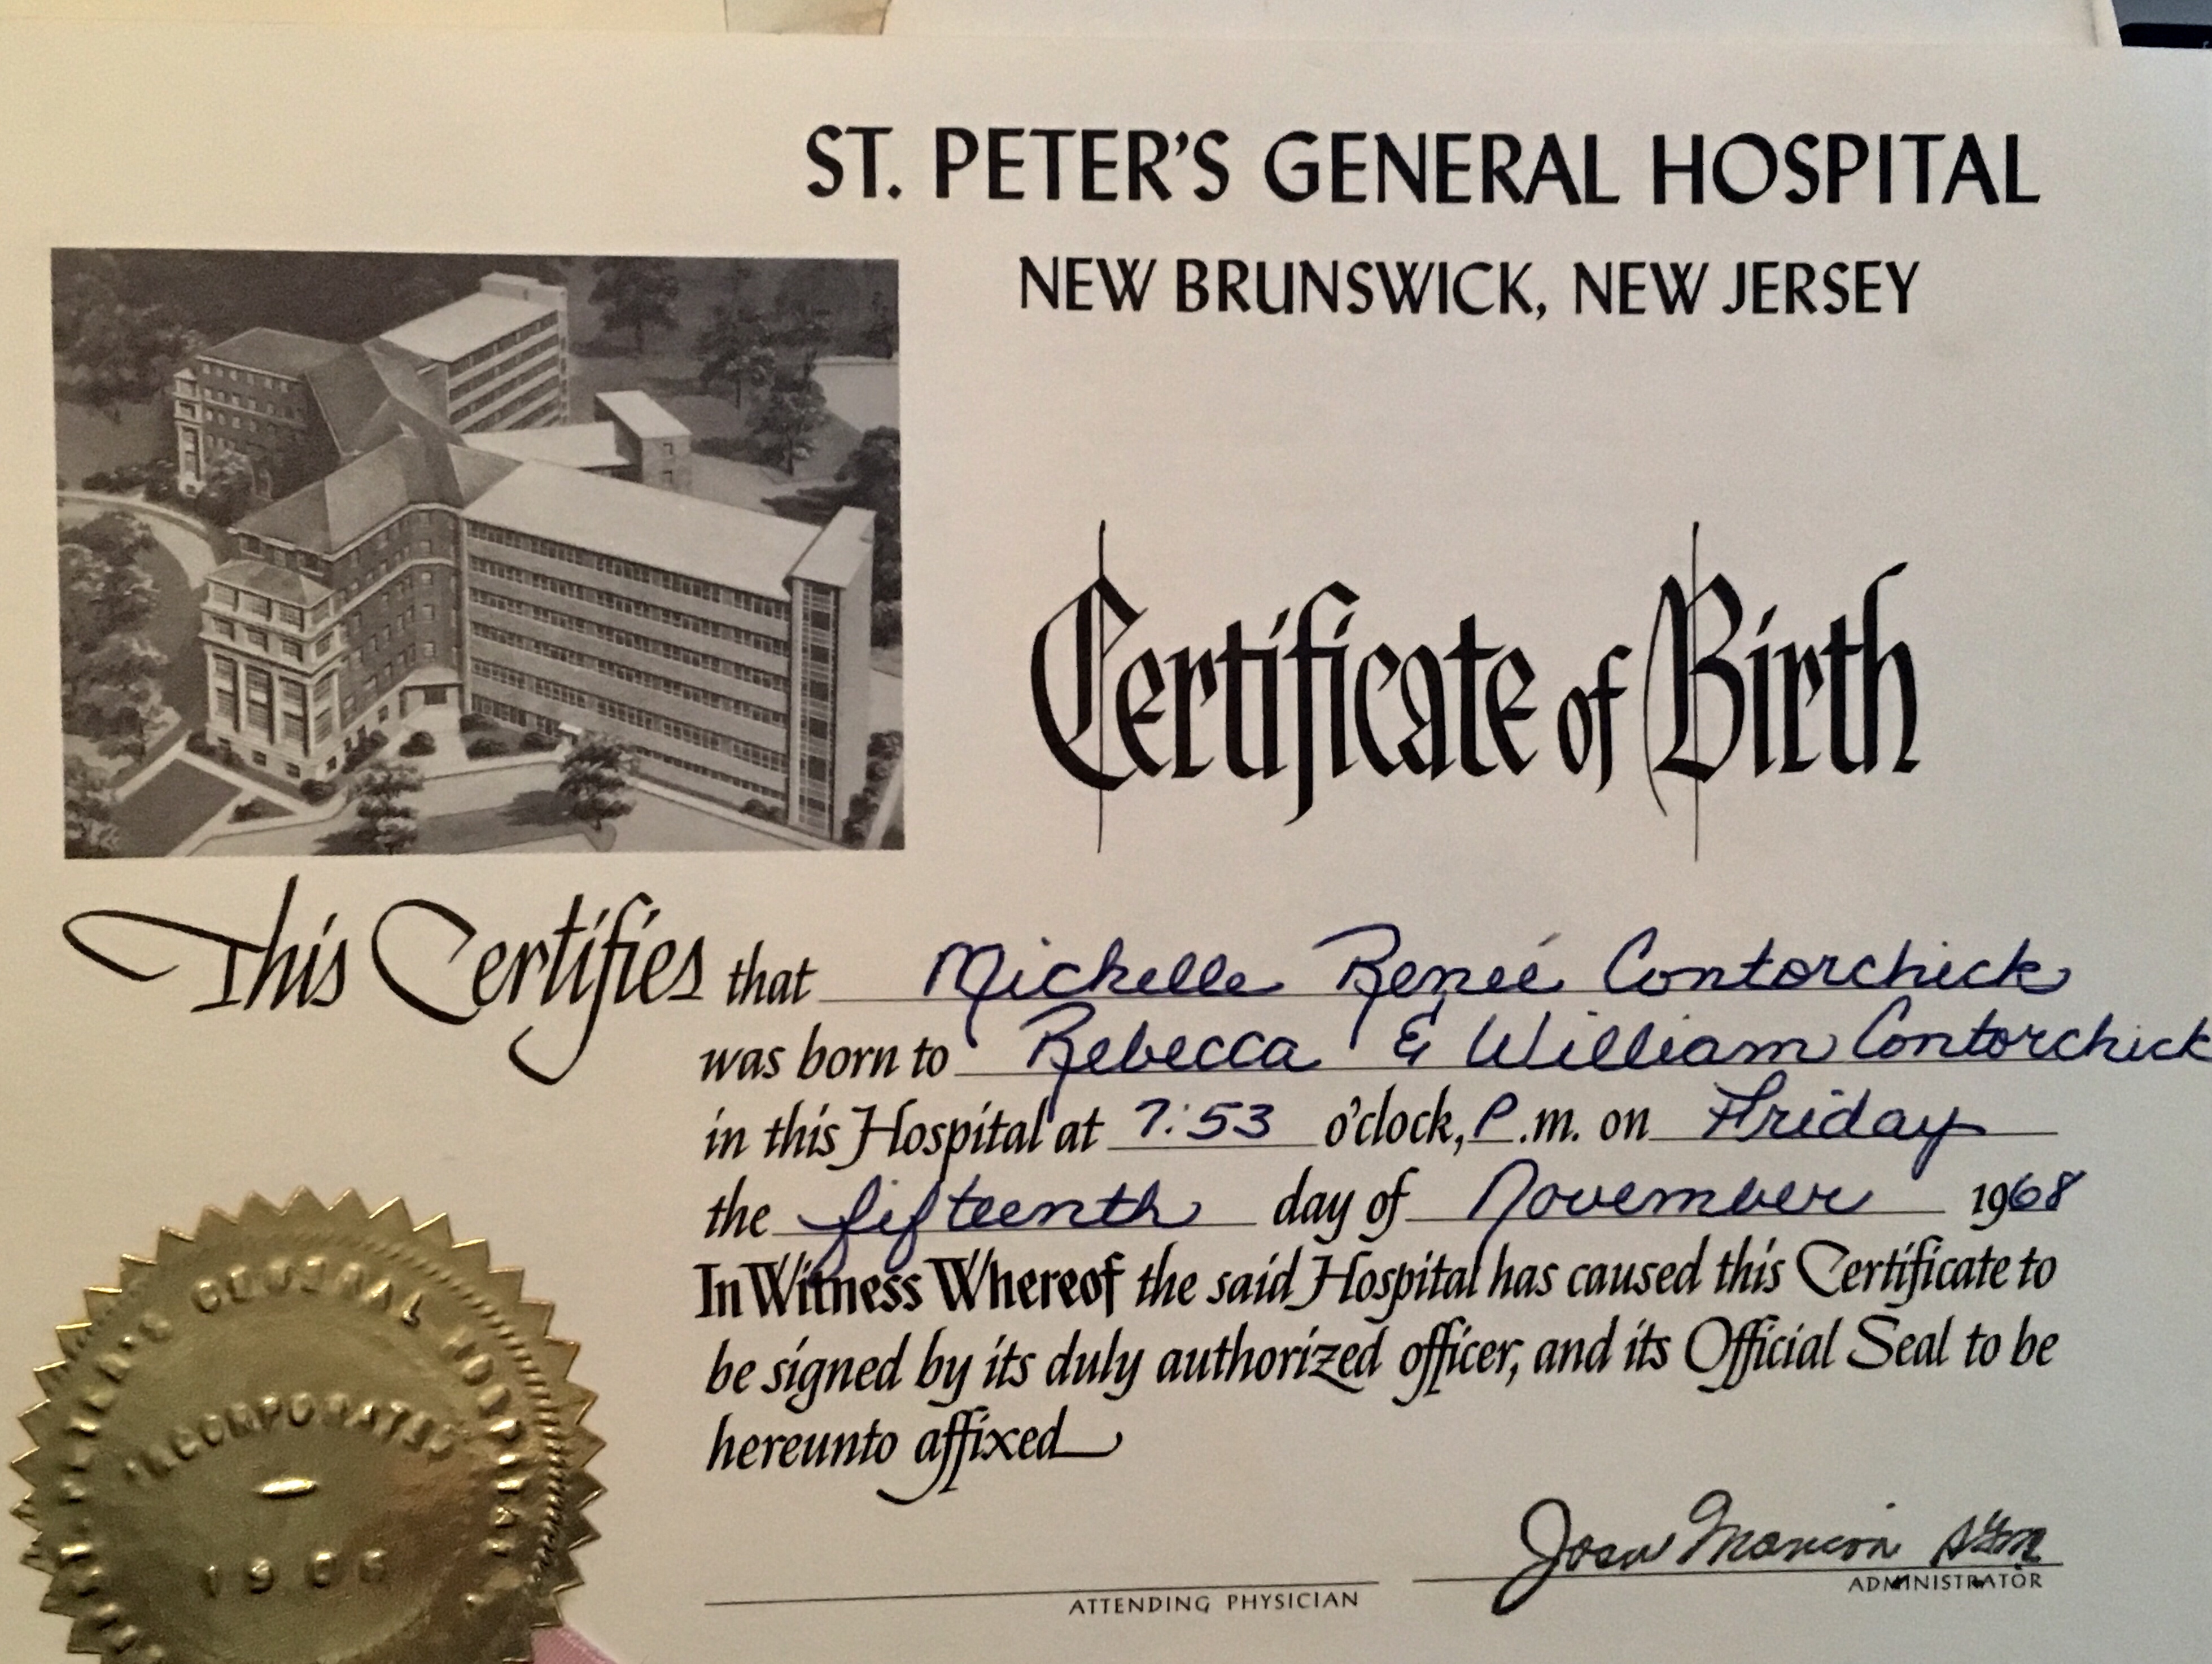 ST. PETER'S GENERAL HOSPITAL
NEW BRUNSWICK, NEW JERSEY
Certificate of Birth
This Certifies that Michelle Reneé Contorchick
was born to Rebecca & William Contorchick
in this Hospital at 7:53 o'clock, P.m. on Friday
the fifteenth day of November 1968
In Witness Whereof the said Hospital has caused this Certificate to
be signed by its duly authorized officer, and its Official Seal to be
hereunto affixed
ATTENDING PHYSICIAN
ADMINISTRATOR
GENERAL
INCORPORATED